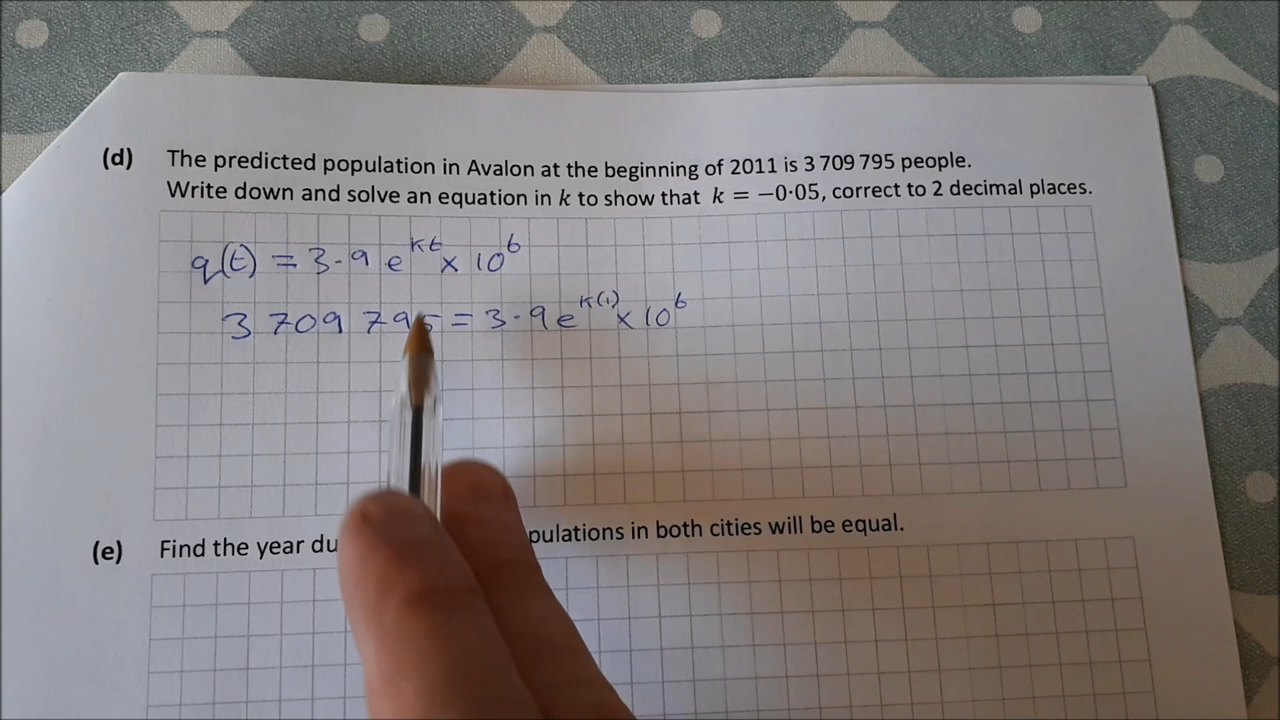 (d) The predicted population in Avalon at the beginning of 2011 is 3 709 795 people.
Write down and solve an equation in k to show that k = −0·05, correct to 2 decimal places.
q(t) = 3·9 e^{kt} × 10^6
3 709 795 = 3·9 e^{k(1)} × 10^6
(e) Find the year du pulations in both cities will be equal.